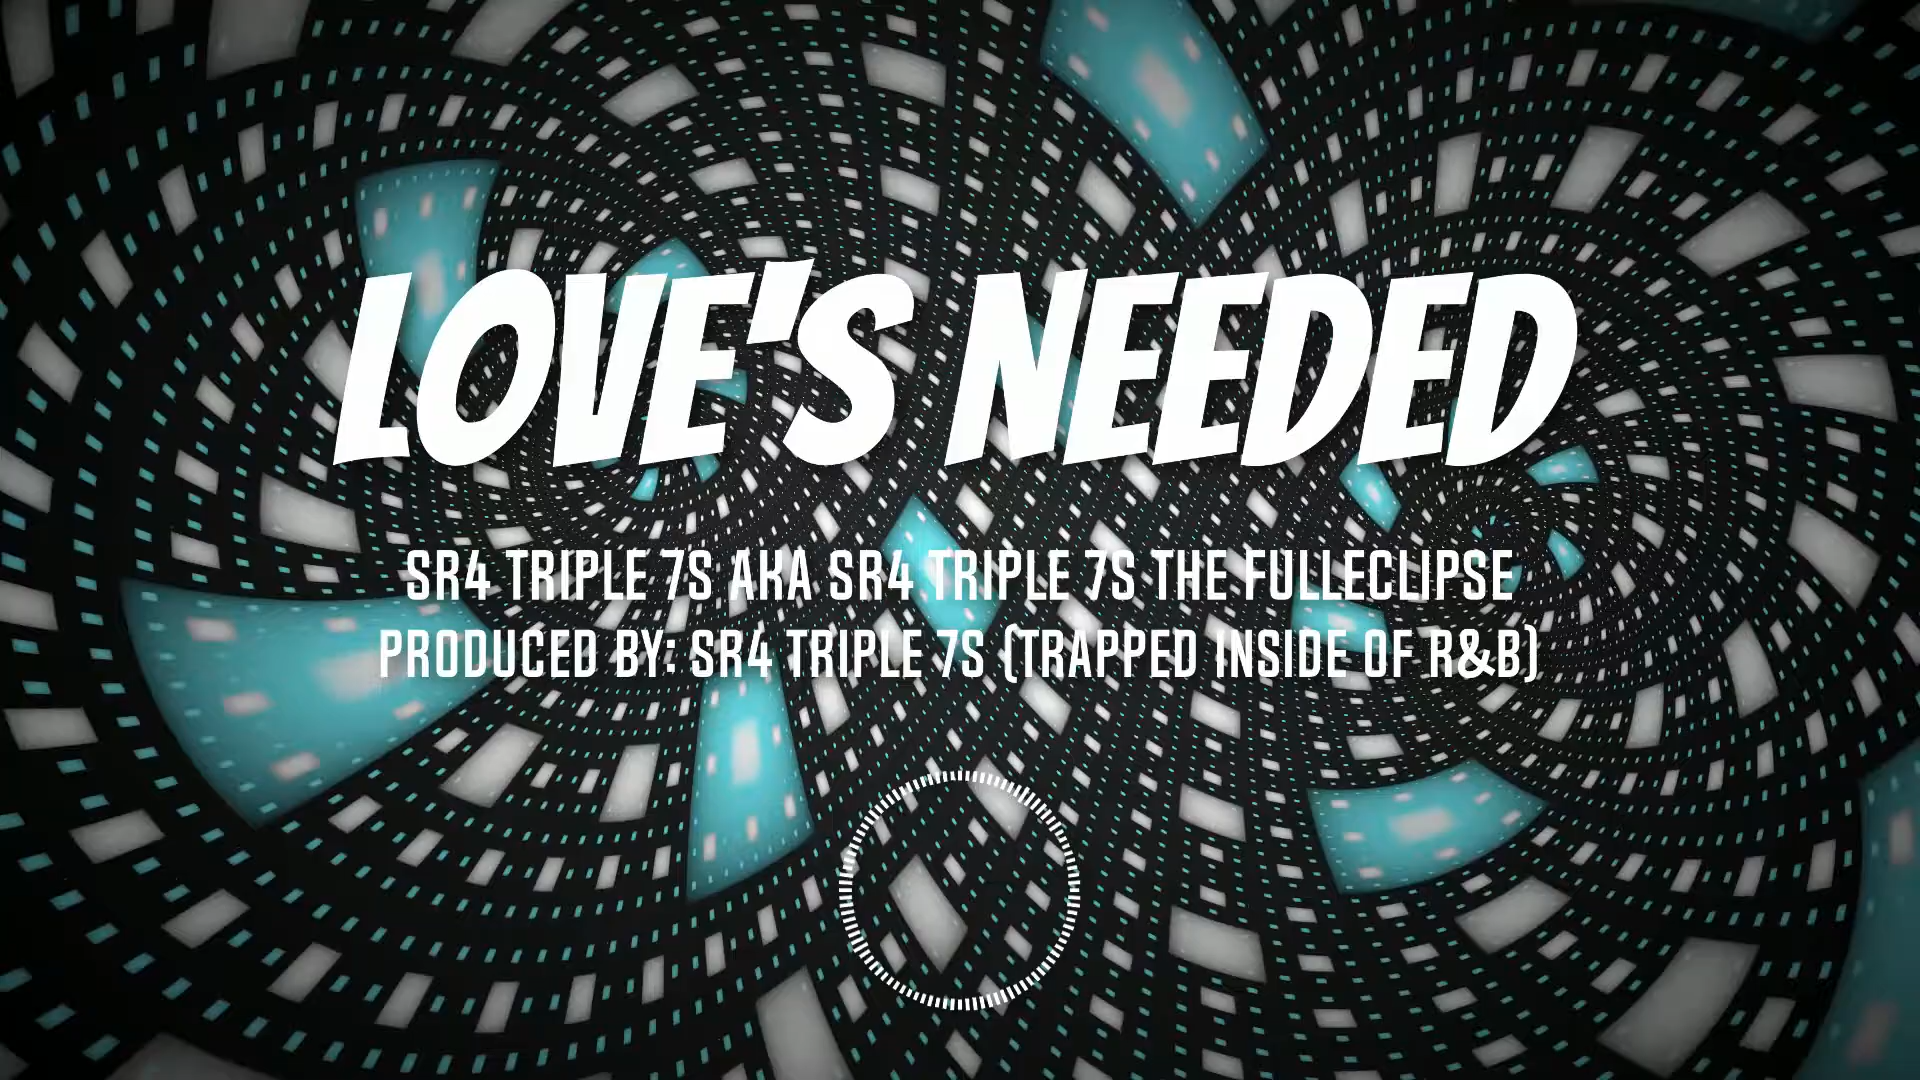 LOVE'S NEEDED
SR4 TRIPLE 7S AKA SR4 TRIPLE 7S THE FULLECLIPSE
PRODUCED BY: SR4 TRIPLE 7S (TRAPPED INSIDE OF R&B)